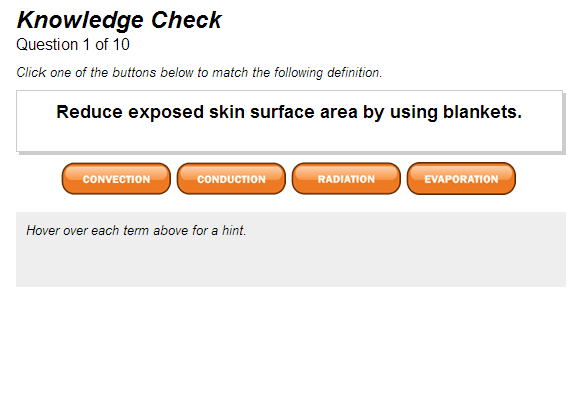 Knowledge Check
Question 1 of 10
Click one of the buttons below to match the following definition.
Reduce exposed skin surface area by using blankets.
CONVECTION CONDUCTION RADIATION EVAPORATION
Hover over each term above for a hint.